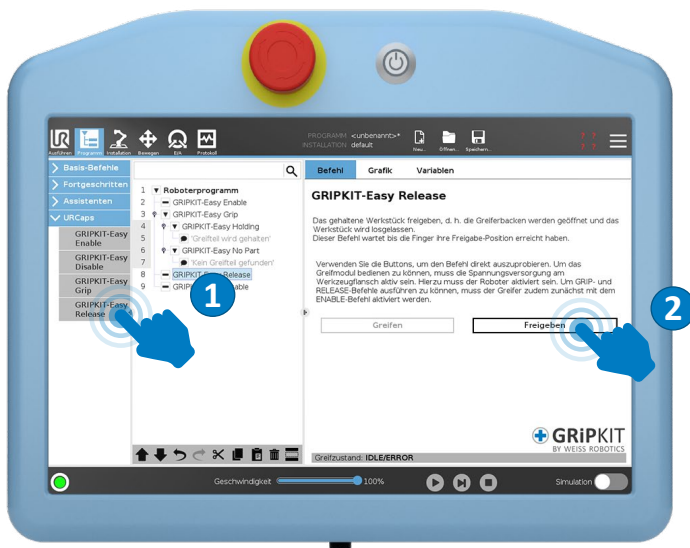 UR
Ausführen Programm Installation Bewegen E/A Protokoll
PROGRAMM <unbenannt>*
INSTALLATION default
Neu... Öffnen... Speichern...
? ?
? ?
Basis-Befehle
Fortgeschritten
Assistenten
URCaps
GRIPKIT-Easy
Enable
GRIPKIT-Easy
Disable
GRIPKIT-Easy
Grip
GRIPKIT-Easy
Release
1 Roboterprogramm
2 GRIPKIT-Easy Enable
3 GRIPKIT-Easy Grip
4 GRIPKIT-Easy Holding
5 'Greifteil wird gehalten'
6 GRIPKIT-Easy No Part
7 'Kein Greifteil gefunden'
8 GRIPKIT-Easy Release
9 GRIPKIT
1
Befehl Grafik Variablen
GRIPKIT-Easy Release
Das gehaltene Werkstück freigeben, d. h. die Greiferbacken werden geöffnet und das
Werkstück wird losgelassen.
Dieser Befehl wartet bis die Finger ihre Freigabe-Position erreicht haben.
Verwenden Sie die Buttons, um den Befehl direkt auszuprobieren. Um das
Greifmodul bedienen zu können, muss die Spannungsversorgung am
Werkzeugflansch aktiv sein. Hierzu muss der Roboter aktiviert sein. Um GRIP- und
RELEASE-Befehle ausführen zu können, muss der Greifer zudem zunächst mit dem
ENABLE-Befehl aktiviert werden.
Greifen Freigeben
2
GRiPKIT
BY WEISS ROBOTICS
Greifzustand: IDLE/ERROR
Geschwindigkeit 100% Simulation